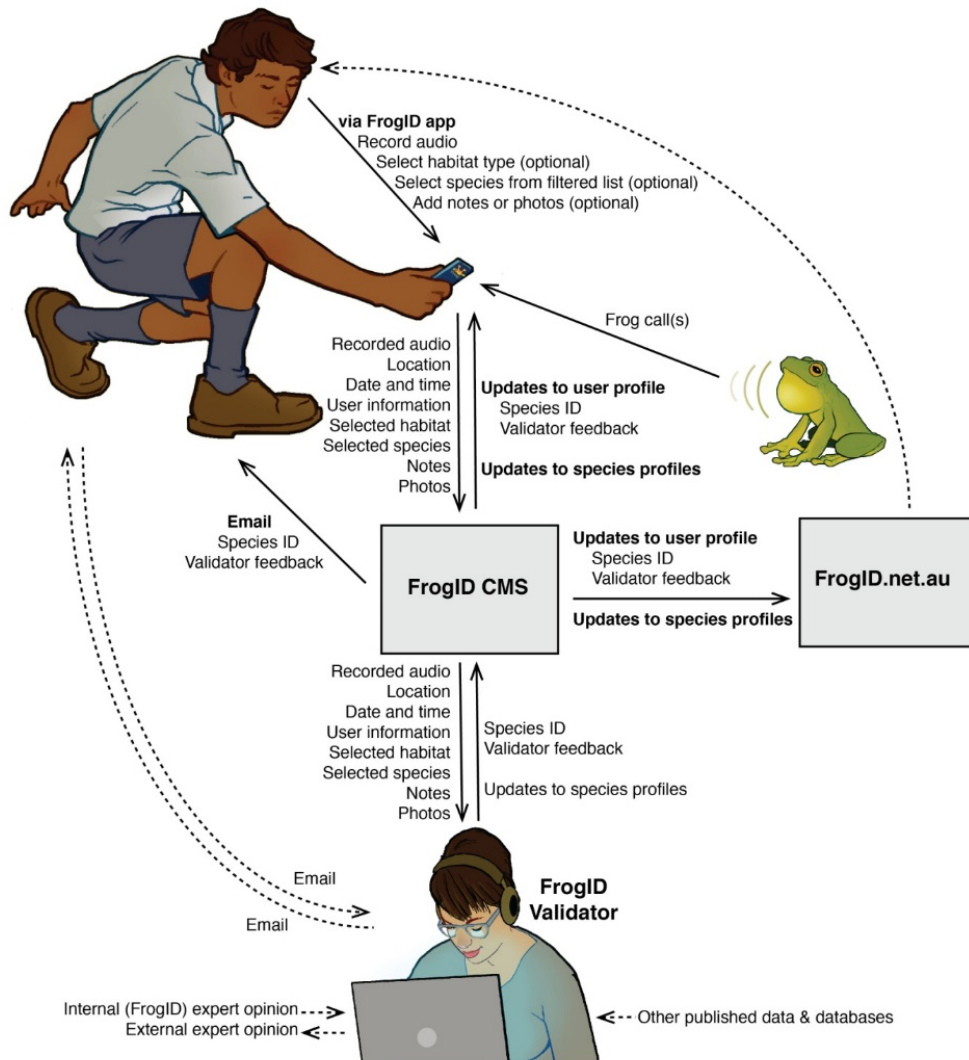 via FrogID app
Record audio
Select habitat type (optional)
Select species from filtered list (optional)
Add notes or photos (optional)
Frog call(s)
Recorded audio
Location
Date and time
User information
Selected habitat
Selected species
Notes
Photos
Updates to user profile
Species ID
Validator feedback
Updates to species profiles
Email
Species ID
Validator feedback
FrogID CMS
Updates to user profile
Species ID
Validator feedback
Updates to species profiles
FrogID.net.au
Recorded audio
Location
Date and time
User information
Selected habitat
Selected species
Notes
Photos
Species ID
Validator feedback
Updates to species profiles
Email
Email
FrogID
Validator
Internal (FrogID) expert opinion
External expert opinion
Other published data & databases